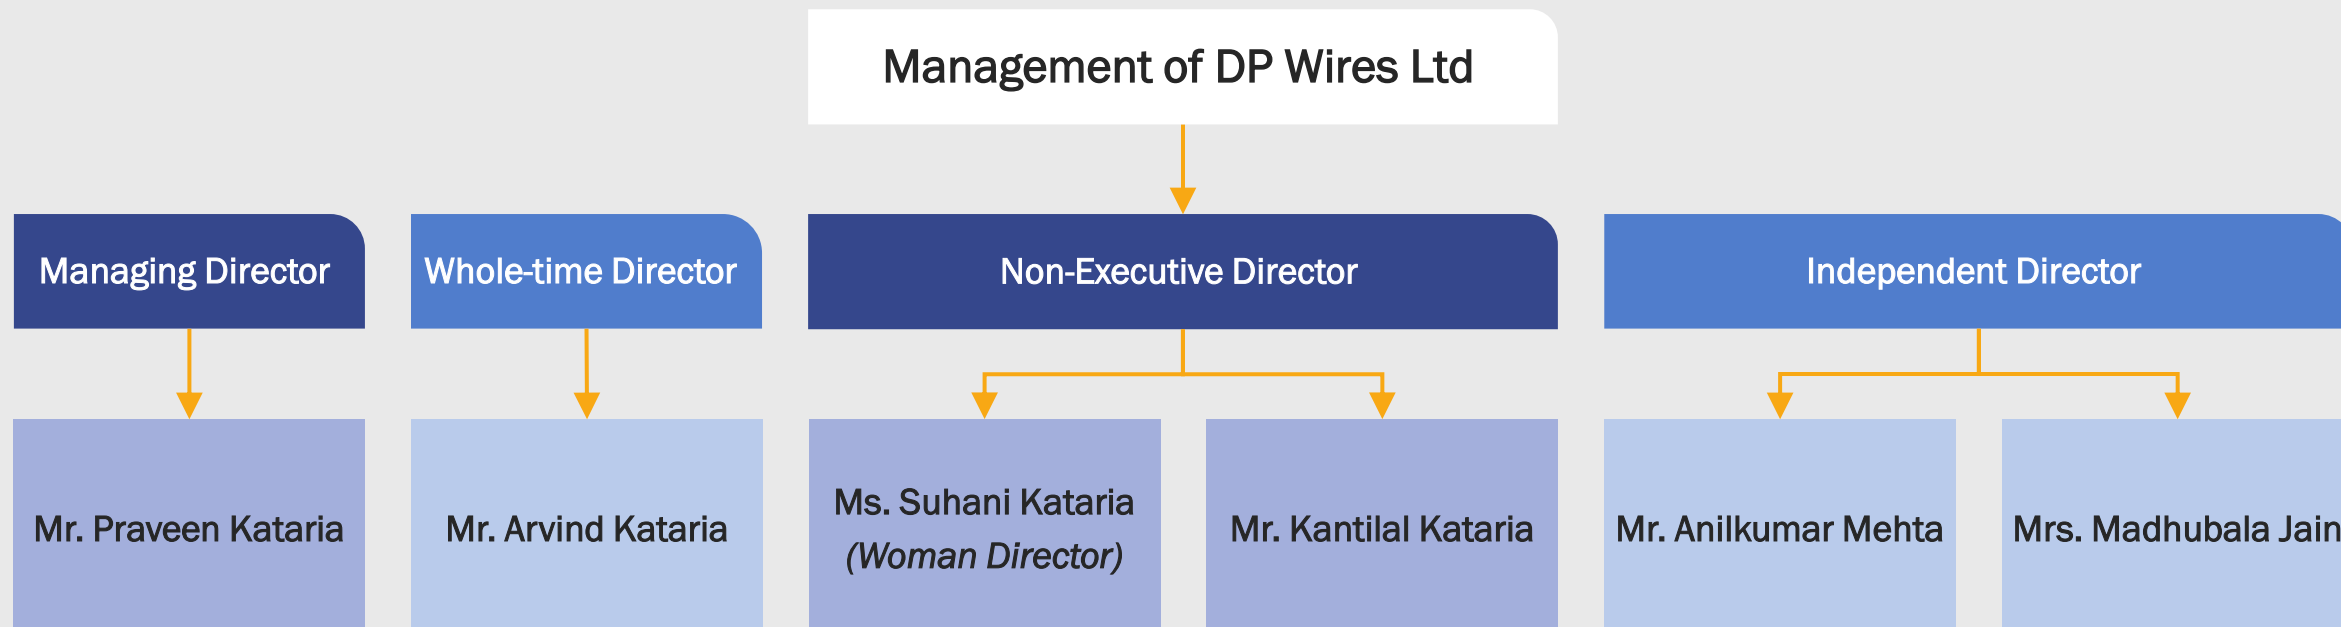 Management of DP Wires Ltd
Managing Director
Whole-time Director
Non-Executive Director
Independent Director
Mr. Praveen Kataria
Mr. Arvind Kataria
Ms. Suhani Kataria
(Woman Director)
Mr. Kantilal Kataria
Mr. Anilkumar Mehta
Mrs. Madhubala Jain